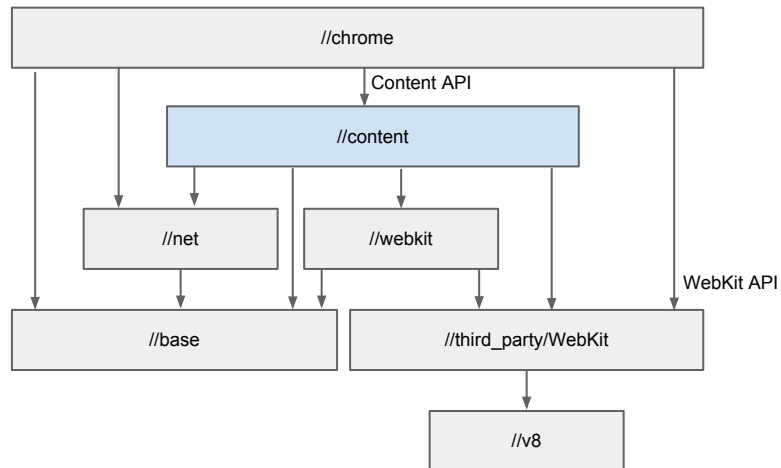 //chrome
Content API
//content
//net
//webkit
WebKit API
//base
//third_party/WebKit
//v8